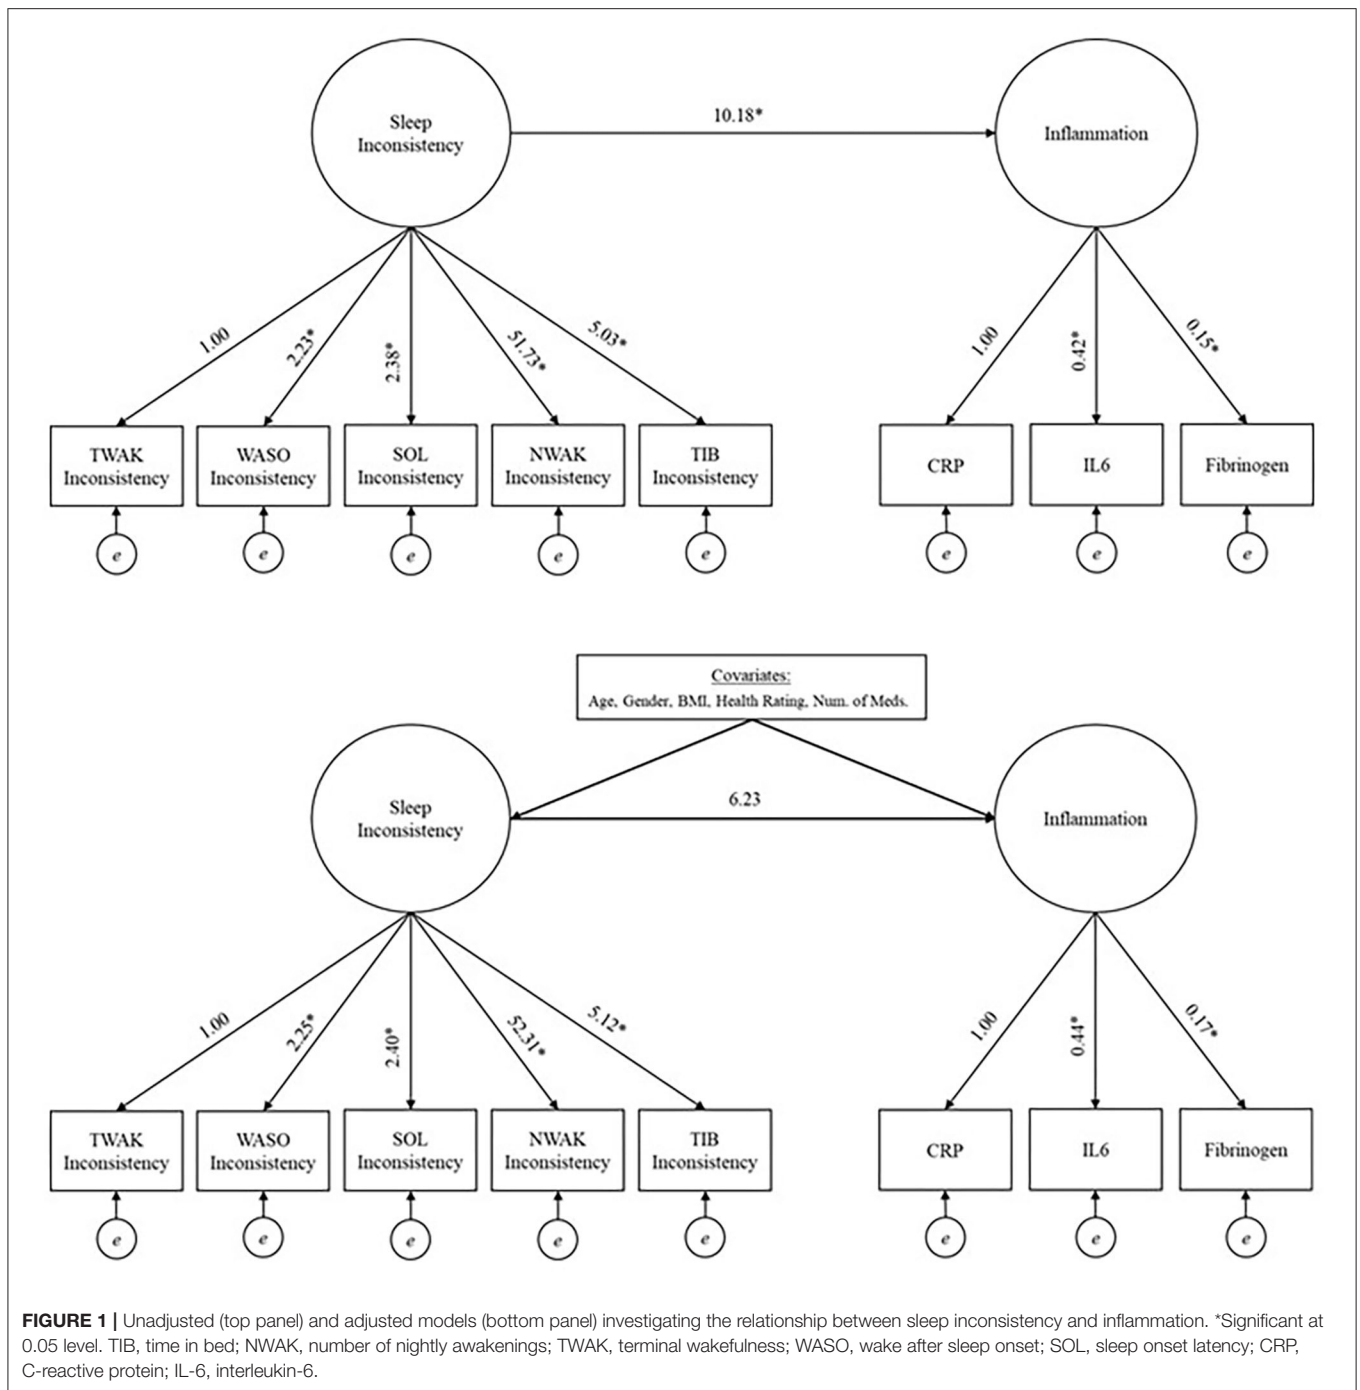 Sleep
Inconsistency
10.18*
Inflammation
1.00
2.23*
2.38*
51.73*
5.03*
1.00
0.42*
0.15*
TWAK
Inconsistency
WASO
Inconsistency
SOL
Inconsistency
NWAK
Inconsistency
TIB
Inconsistency
CRP
IL6
Fibrinogen
e
e
e
e
e
e
e
e
Covariates:
Age, Gender, BMI, Health Rating, Num. of Meds.
Sleep
Inconsistency
6.23
Inflammation
1.00
2.25*
2.40*
52.31*
5.12*
1.00
0.44*
0.17*
TWAK
Inconsistency
WASO
Inconsistency
SOL
Inconsistency
NWAK
Inconsistency
TIB
Inconsistency
CRP
IL6
Fibrinogen
e
e
e
e
e
e
e
e
FIGURE 1 | Unadjusted (top panel) and adjusted models (bottom panel) investigating the relationship between sleep inconsistency and inflammation. *Significant at
0.05 level. TIB, time in bed; NWAK, number of nightly awakenings; TWAK, terminal wakefulness; WASO, wake after sleep onset; SOL, sleep onset latency; CRP,
C-reactive protein; IL-6, interleukin-6.